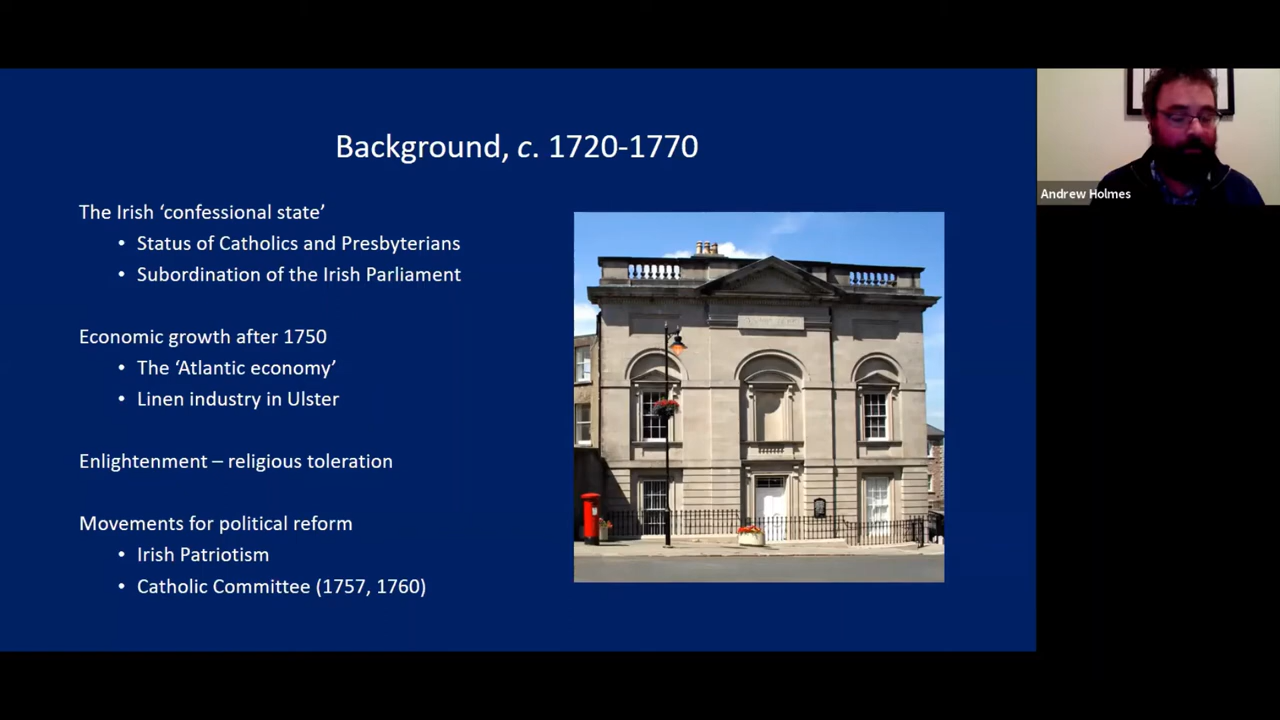 Background, c. 1720-1770
The Irish ‘confessional state’
• Status of Catholics and Presbyterians
• Subordination of the Irish Parliament
Economic growth after 1750
• The ‘Atlantic economy’
• Linen industry in Ulster
Enlightenment – religious toleration
Movements for political reform
• Irish Patriotism
• Catholic Committee (1757, 1760)
Andrew Holmes